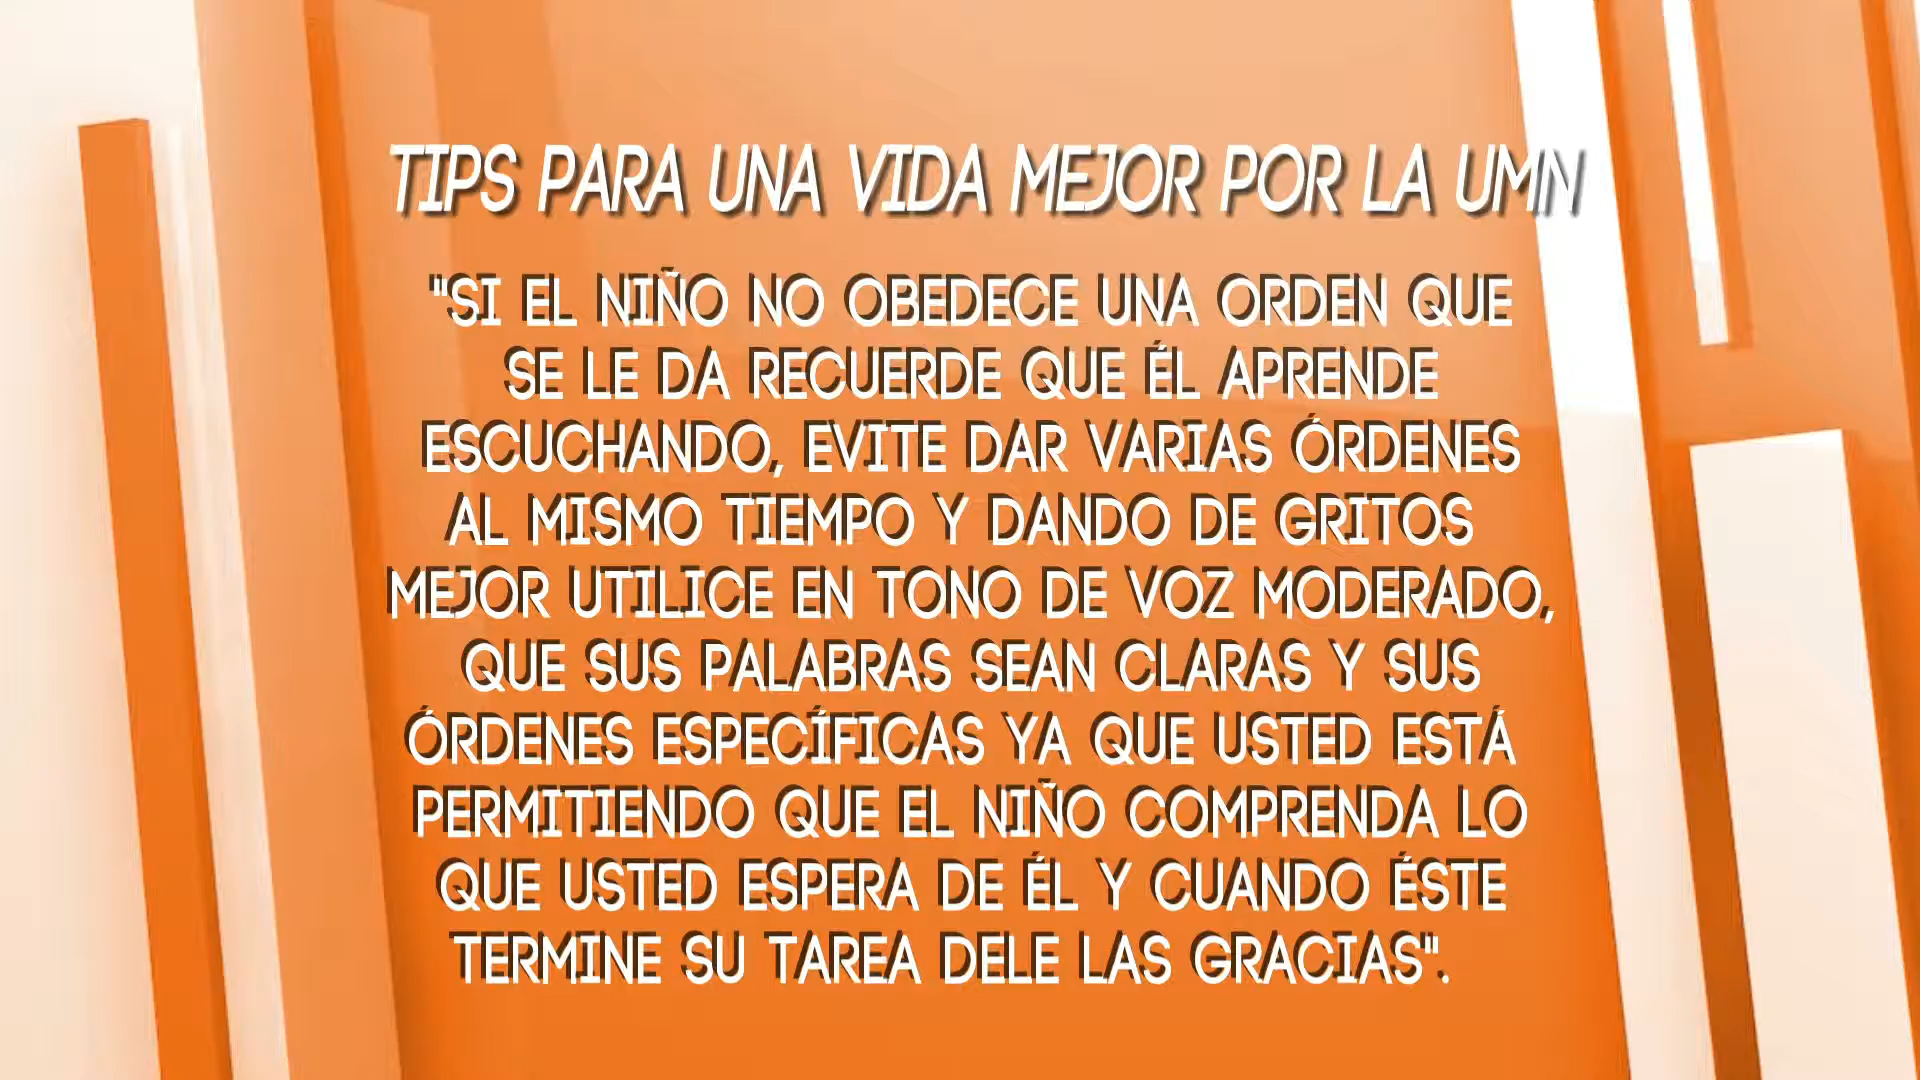 TIPS PARA UNA VIDA MEJOR POR LA UMN
"SI EL NIÑO NO OBEDECE UNA ORDEN QUE
SE LE DA RECUERDE QUE ÉL APRENDE
ESCUCHANDO, EVITE DAR VARIAS ÓRDENES
AL MISMO TIEMPO Y DANDO DE GRITOS
MEJOR UTILICE EN TONO DE VOZ MODERADO,
QUE SUS PALABRAS SEAN CLARAS Y SUS
ÓRDENES ESPECÍFICAS YA QUE USTED ESTÁ
PERMITIENDO QUE EL NIÑO COMPRENDA LO
QUE USTED ESPERA DE ÉL Y CUANDO ÉSTE
TERMINE SU TAREA DELE LAS GRACIAS".